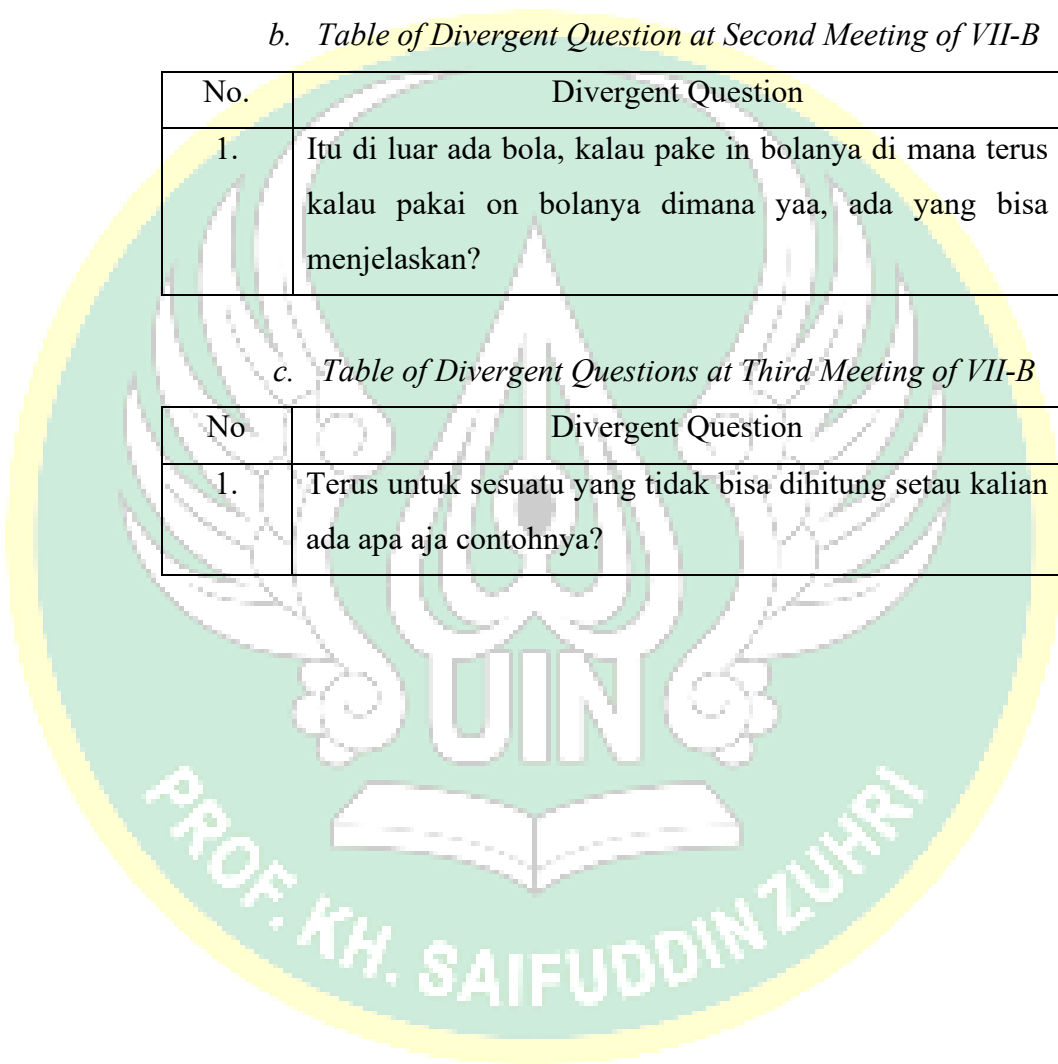 b. Table of Divergent Question at Second Meeting of VII-B
No. Divergent Question
1. Itu di luar ada bola, kalau pake in bolanya di mana terus
kalau pakai on bolanya dimana yaa, ada yang bisa
menjelaskan?
c. Table of Divergent Questions at Third Meeting of VII-B
No Divergent Question
1. Terus untuk sesuatu yang tidak bisa dihitung setau kalian
ada apa aja contohnya?
UIN
PROF. KH. SAIFUDDIN ZUHRI